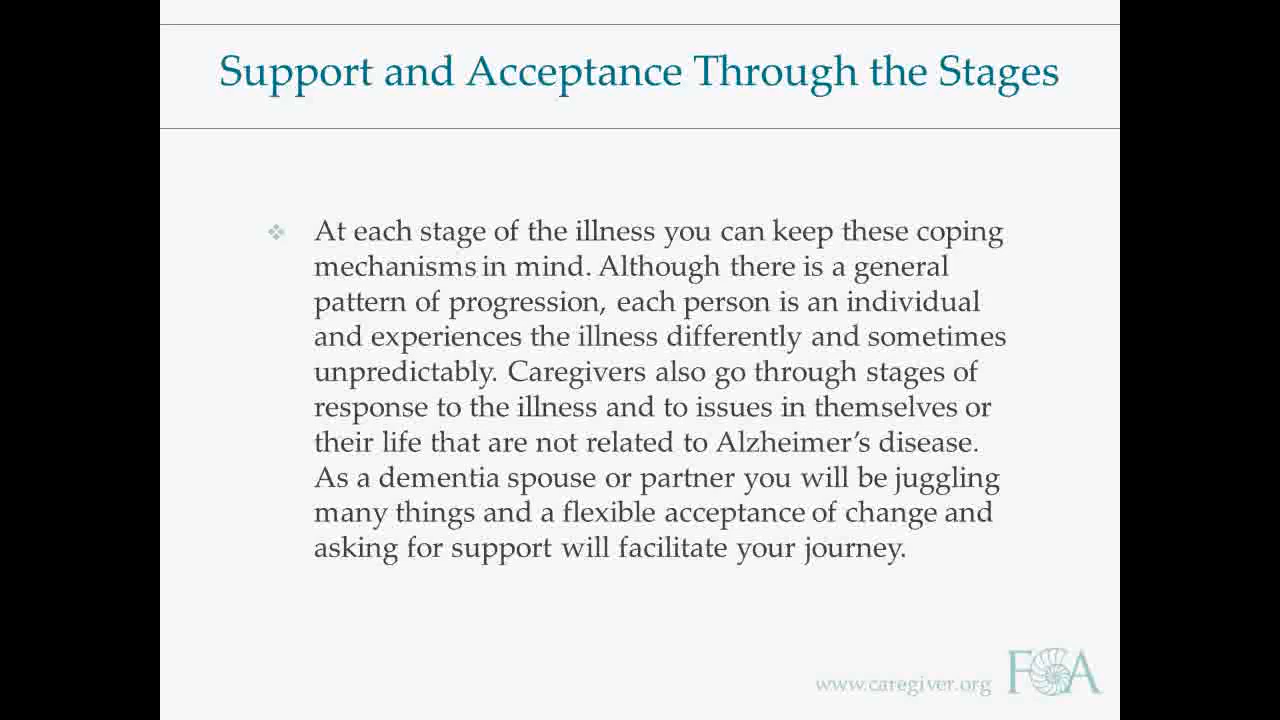 Support and Acceptance Through the Stages
At each stage of the illness you can keep these coping
mechanisms in mind. Although there is a general
pattern of progression, each person is an individual
and experiences the illness differently and sometimes
unpredictably. Caregivers also go through stages of
response to the illness and to issues in themselves or
their life that are not related to Alzheimer’s disease.
As a dementia spouse or partner you will be juggling
many things and a flexible acceptance of change and
asking for support will facilitate your journey.
www.caregiver.org
FCA